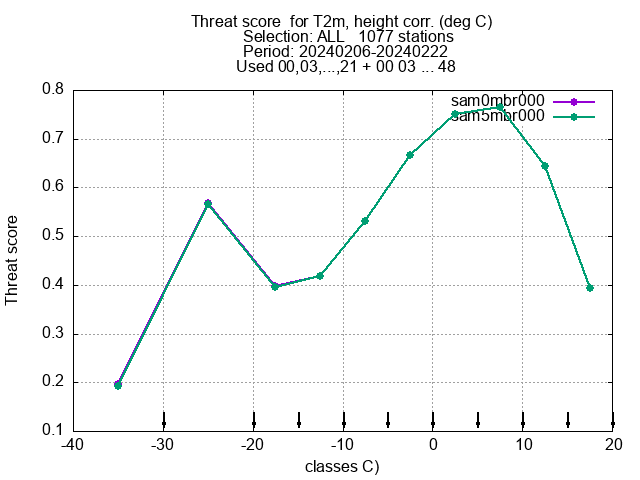 Threat score  for T2m, height corr. (deg C)
Selection: ALL   1077 stations
Period: 20240206-20240222
Used 00,03,...,21 + 00 03 ... 48
sam0mbr000
sam5mbr000
0.8
0.7
0.6
0.5
0.4
0.3
0.2
0.1
Threat score
-40 -30 -20 -10 0 10 20
classes C)